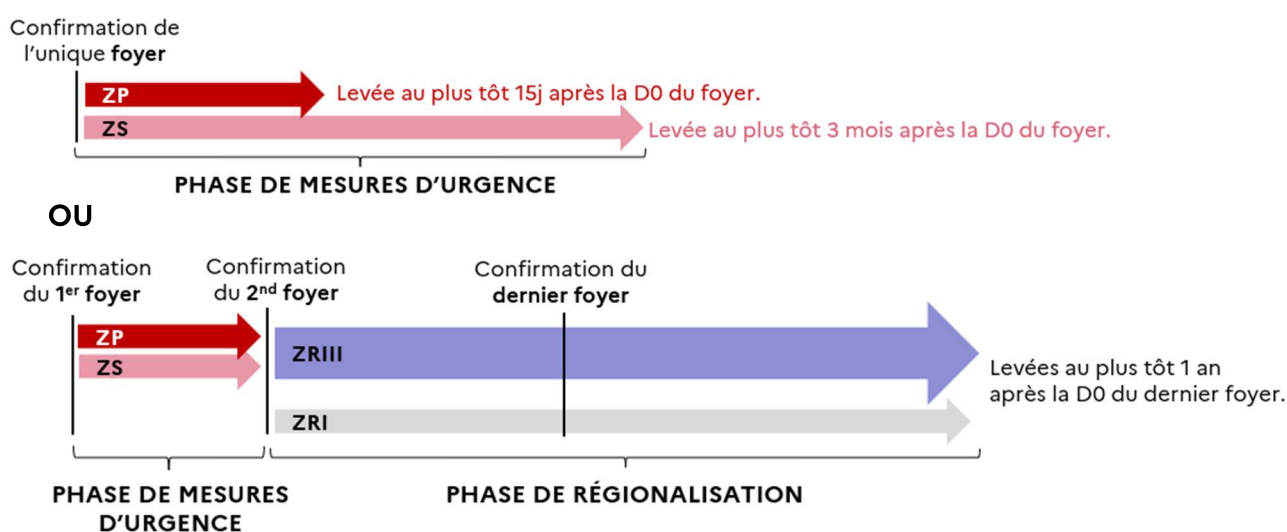 Confirmation de
l'unique foyer
ZP
Levée au plus tôt 15j après la D0 du foyer.
ZS
Levée au plus tôt 3 mois après la D0 du foyer.
PHASE DE MESURES D'URGENCE
OU
Confirmation
du 1er foyer
Confirmation
du 2nd foyer
Confirmation du
dernier foyer
ZP
ZS
ZRIII
Levées au plus tôt 1 an
après la D0 du dernier foyer.
ZRI
PHASE DE MESURES
D'URGENCE
PHASE DE RÉGIONALISATION